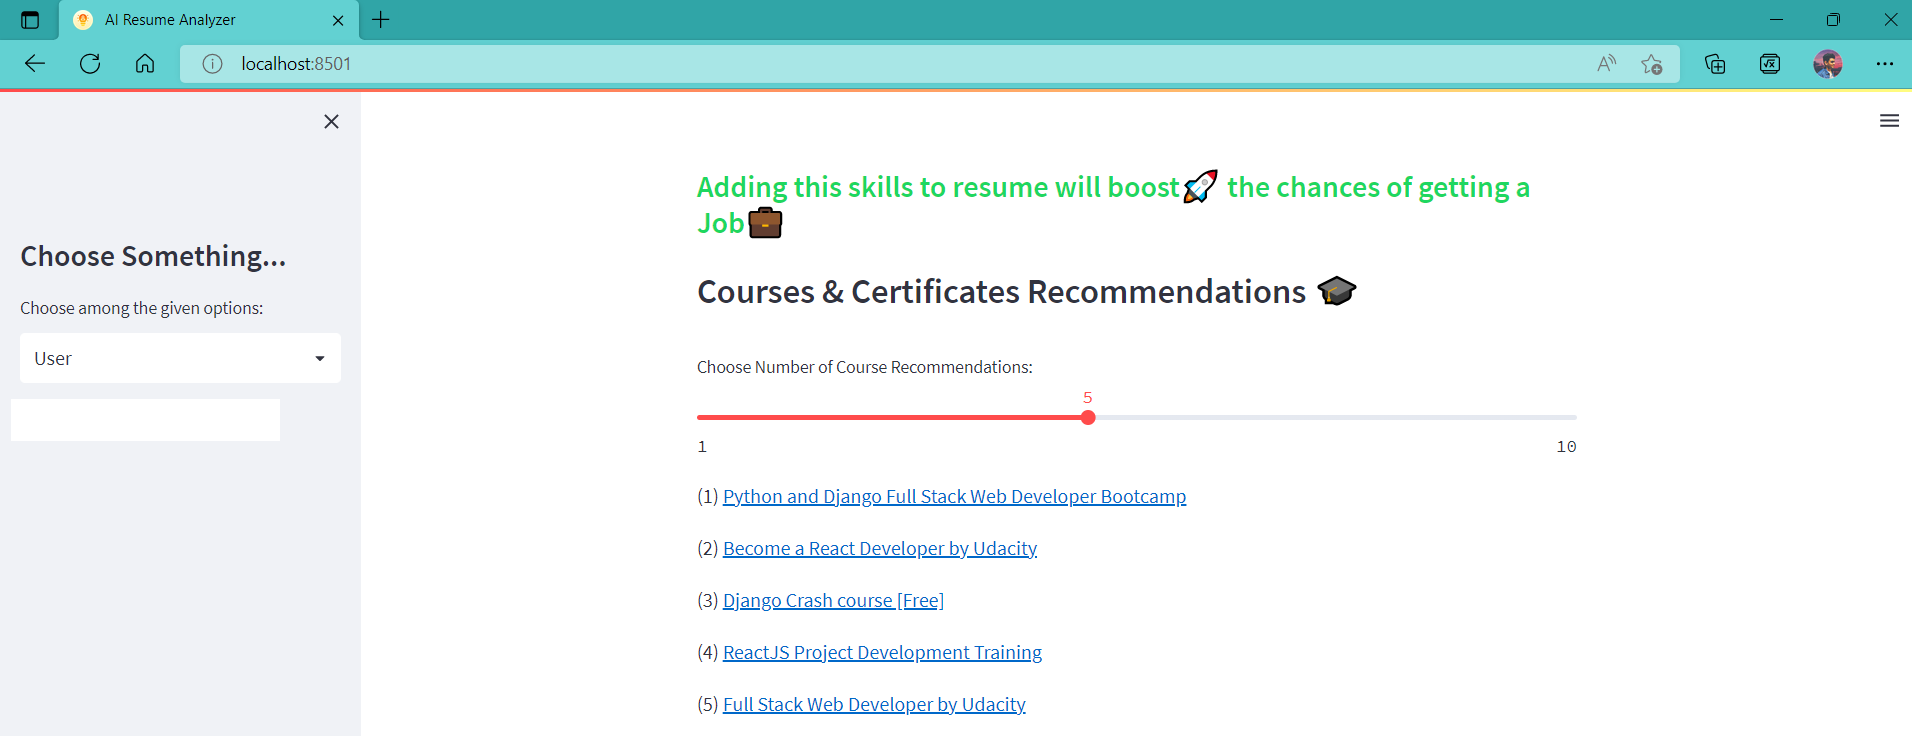 AI Resume Analyzer
localhost:8501
Choose Something...
Choose among the given options:
User
Adding this skills to resume will boost🚀 the chances of getting a
Job💼
Courses & Certificates Recommendations 🎓
Choose Number of Course Recommendations:
5
1 10
(1) Python and Django Full Stack Web Developer Bootcamp
(2) Become a React Developer by Udacity
(3) Django Crash course [Free]
(4) ReactJS Project Development Training
(5) Full Stack Web Developer by Udacity